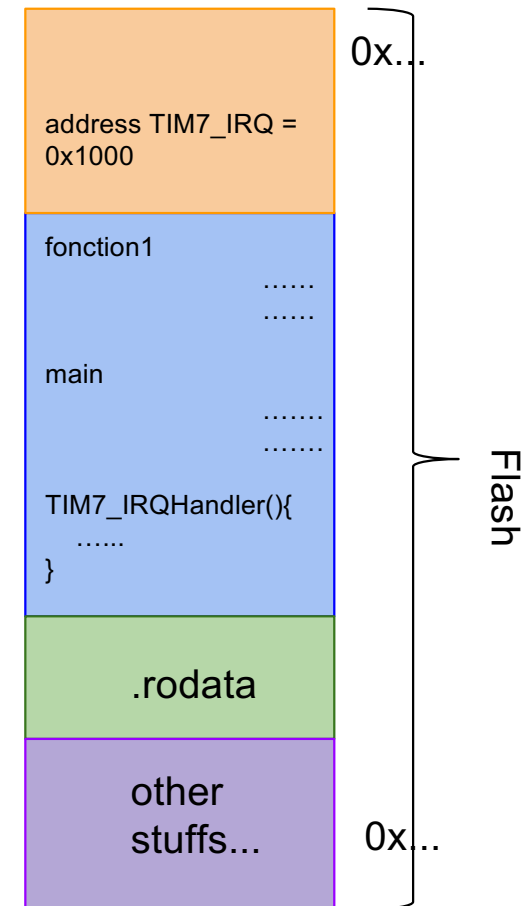 0x...
address TIM7_IRQ =
0x1000
fonction1
……
……
main
…….
…….
TIM7_IRQHandler(){
…...
}
Flash
.rodata
other
stuffs...
0x...